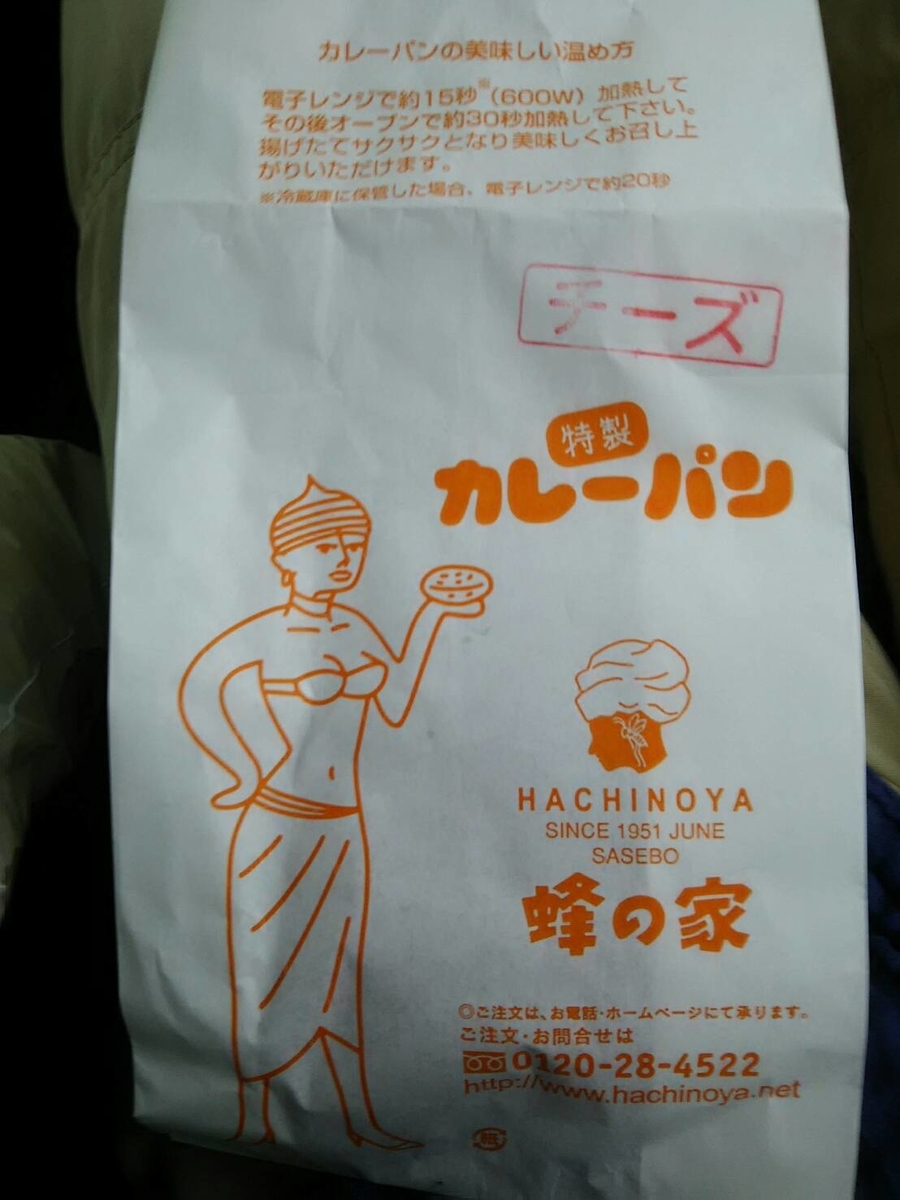 カレーパンの美味しい温め方
電子レンジで約15秒※(600W)加熱して
その後オーブンで約30秒加熱して下さい。
揚げたてサクサクとなり美味しくお召し上
がりいただけます。
※冷蔵庫に保管した場合、電子レンジで約20秒
チーズ
特製
カレーパン
HACHINOYA
SINCE 1951 JUNE
SASEBO
蜂の家
◎ご注文は、お電話・ホームページにて承ります。
ご注文・お問合せは
0120-28-4522
http://www.hachinoya.net
紙